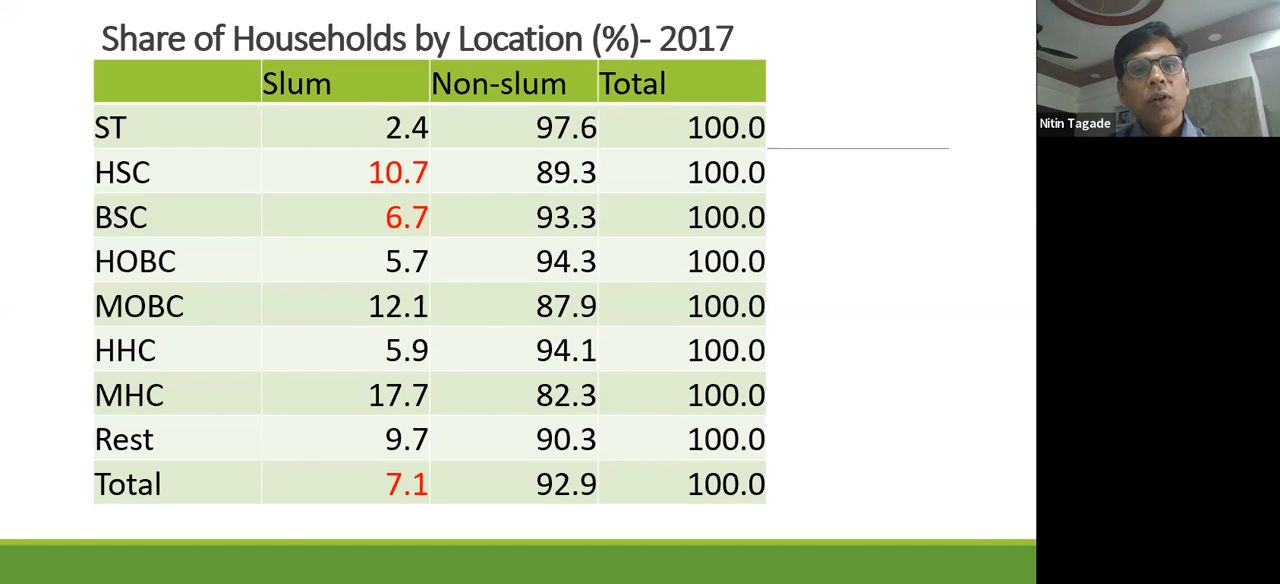 Share of Households by Location (%)- 2017
Slum Non-slum Total
ST 2.4 97.6 100.0
HSC 10.7 89.3 100.0
BSC 6.7 93.3 100.0
HOBC 5.7 94.3 100.0
MOBC 12.1 87.9 100.0
HHC 5.9 94.1 100.0
MHC 17.7 82.3 100.0
Rest 9.7 90.3 100.0
Total 7.1 92.9 100.0
Nitin Tagade